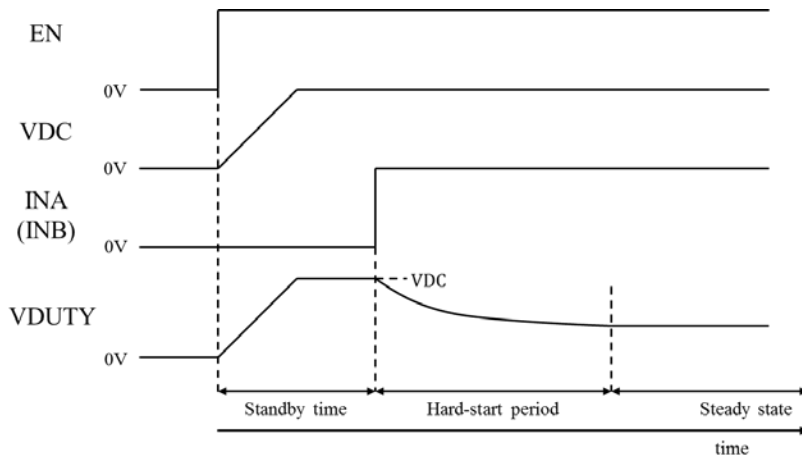 EN
0V
VDC
0V
INA
(INB)
0V
VDC
VDUTY
0V
Standby time
Hard-start period
Steady state
time